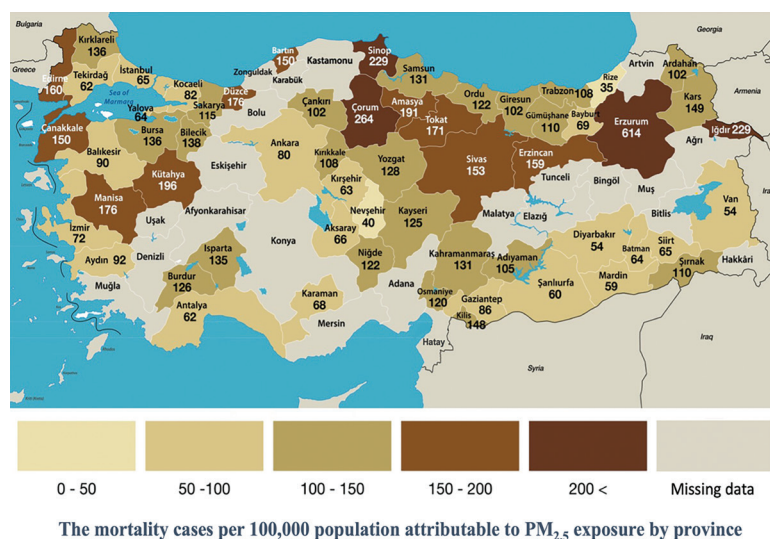 Bulgaria
Georgia
Greece
Armenia
Iraq
Syria
Sea of
Marmara
Kırklareli
136
Edirne
160
Tekirdağ
62
İstanbul
65
Kocaeli
82
Yalova
64
Sakarya
115
Düzce
176
Bartın
150
Zonguldak
Karabük
Kastamonu
Sinop
229
Samsun
131
Ordu
122
Giresun
102
Trabzon 108
Rize
35
Artvin
Ardahan
102
Kars
149
Iğdır 229
Ağrı
Çanakkale
150
Bursa
136
Bilecik
138
Bolu
Çankırı
102
Çorum
264
Amasya
191
Tokat
171
Gümüşhane
110
Bayburt
69
Erzurum
614
Balıkesir
90
Kütahya
196
Eskişehir
Ankara
80
Kırıkkale
108
Yozgat
128
Sivas
153
Erzincan
159
Tunceli
Bingöl
Muş
Bitlis
Van
54
Manisa
176
Uşak
Afyonkarahisar
Kırşehir
63
Nevşehir
40
Kayseri
125
Malatya
Elazığ
Diyarbakır
54
Batman
64
Siirt
65
Şırnak
110
Hakkâri
İzmir
72
Aydın
92
Denizli
Muğla
Isparta
135
Burdur
126
Antalya
62
Konya
Aksaray
66
Niğde
122
Karaman
68
Mersin
Adana
Kahramanmaraş
131
Adıyaman
105
Osmaniye
120
Gaziantep
86
Kilis
148
Hatay
Şanlıurfa
60
Mardin
59
0 - 50
50 -100
100 - 150
150 - 200
200 <
Missing data
The mortality cases per 100,000 population attributable to PM2.5 exposure by province